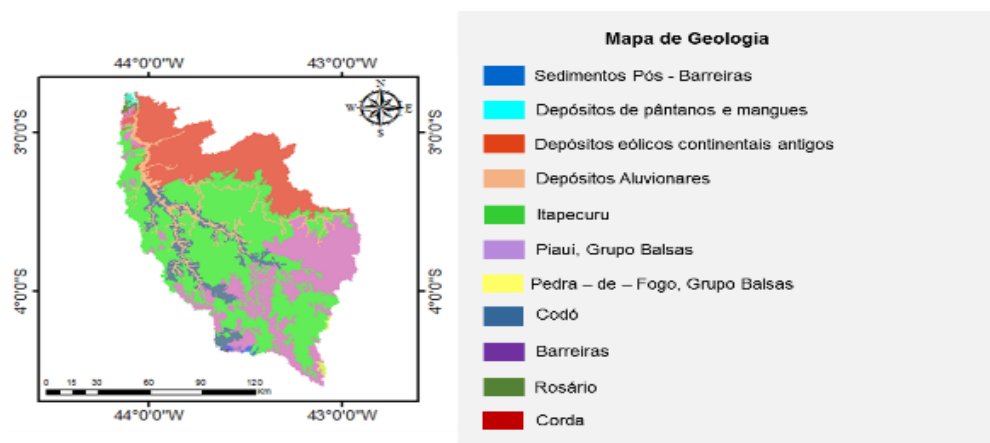 44°0'0"W 43°0'0"W
N
W E
S
3°0'0"S 3°0'0"S
4°0'0"S 4°0'0"S
0 15 30 60 90 120
Km
44°0'0"W 43°0'0"W
Mapa de Geologia
Sedimentos Pós - Barreiras
Depósitos de pântanos e mangues
Depósitos eólicos continentais antigos
Depósitos Aluvionares
Itapecuru
Piaui, Grupo Balsas
Pedra – de – Fogo, Grupo Balsas
Codó
Barreiras
Rosário
Corda